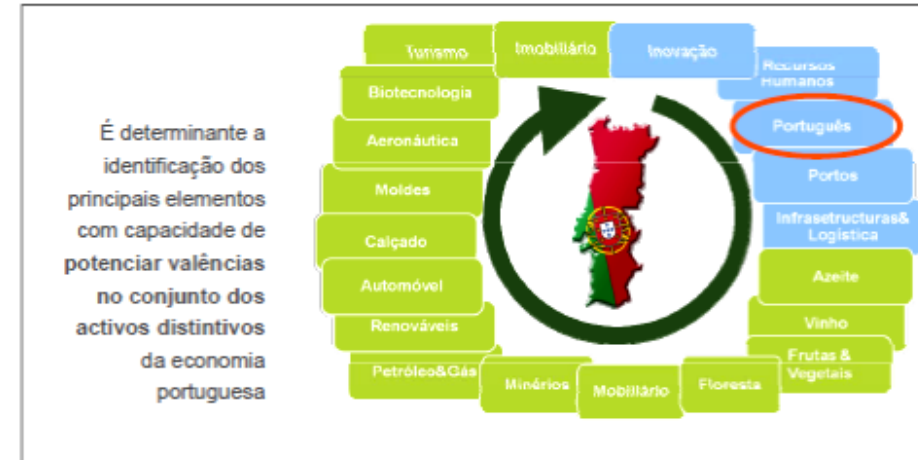 É determinante a
identificação dos
principais elementos
com capacidade de
potenciar valências
no conjunto dos
activos distintivos
da economia
portuguesa
Turismo
Imobiliário
Inovação
Recursos
Humanos
Português
Portos
Infrasetructuras&
Logística
Azeite
Vinho
Frutas &
Vegetais
Floresta
Mobiliário
Minérios
Petróleo&Gás
Renováveis
Automóvel
Calçado
Moldes
Aeronáutica
Biotecnologia